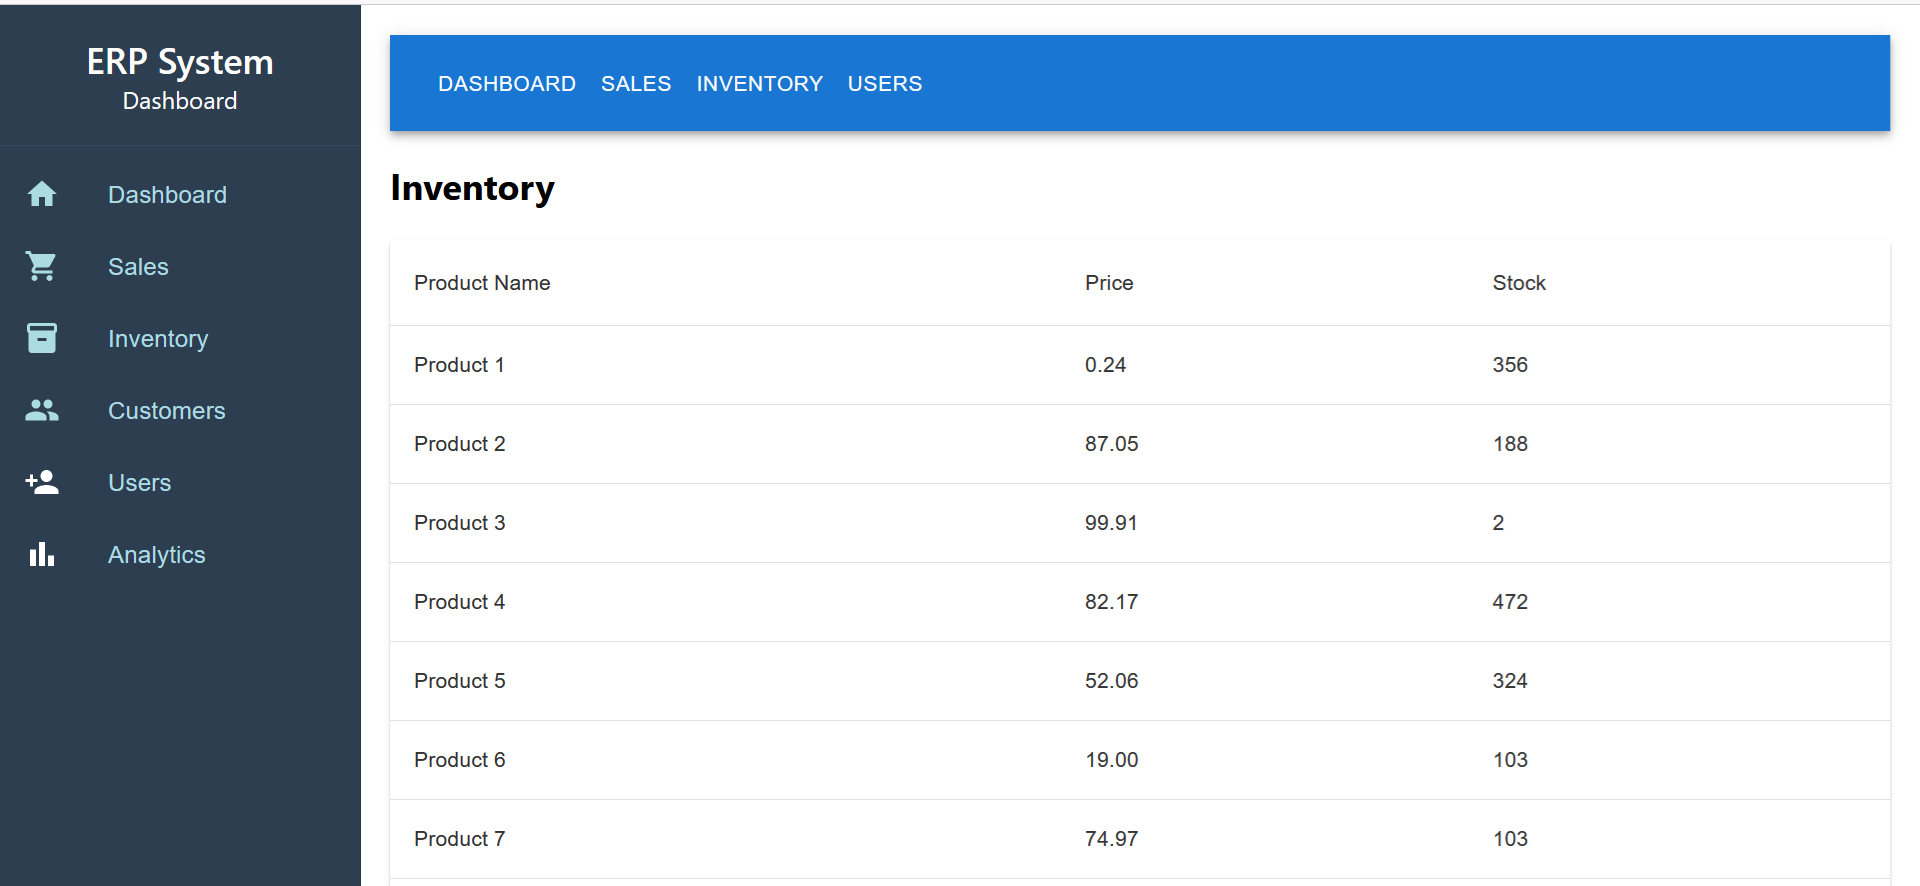 ERP System
Dashboard
Dashboard
Sales
Inventory
Customers
Users
Analytics
DASHBOARD SALES INVENTORY USERS
Inventory
Product Name Price Stock
Product 1 0.24 356
Product 2 87.05 188
Product 3 99.91 2
Product 4 82.17 472
Product 5 52.06 324
Product 6 19.00 103
Product 7 74.97 103